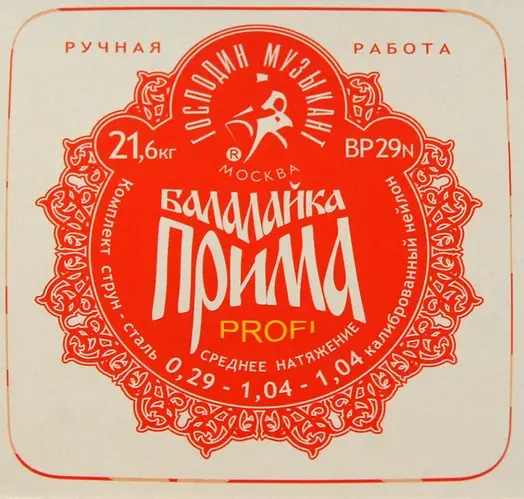 РУЧНАЯ РАБОТА
ГОСПОДИН МУЗЫКАНТ
21,6кг
®
BP29N
МОСКВА
БАЛАЛАЙКА
ПРИМА
PROFI
СРЕДНЕЕ НАТЯЖЕНИЕ
Комплект струн - сталь 0,29 - 1,04 - 1,04 калиброванный нейлон